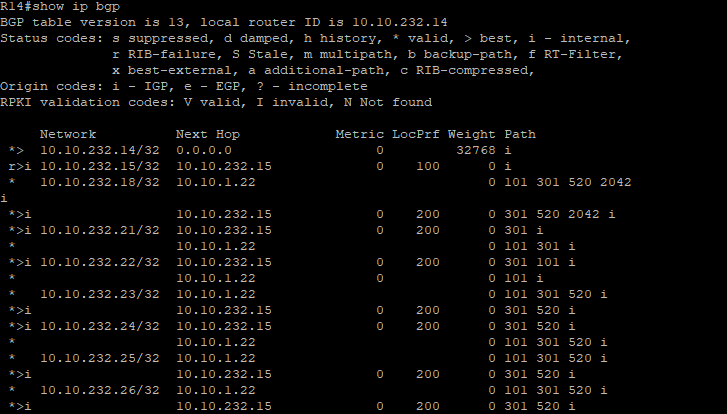 R14#show ip bgp
BGP table version is 13, local router ID is 10.10.232.14
Status codes: s suppressed, d damped, h history, * valid, > best, i - internal,
              r RIB-failure, S Stale, m multipath, b backup-path, f RT-Filter,
              x best-external, a additional-path, c RIB-compressed,
Origin codes: i - IGP, e - EGP, ? - incomplete
RPKI validation codes: V valid, I invalid, N Not found

     Network          Next Hop            Metric LocPrf Weight Path
 *>  10.10.232.14/32  0.0.0.0                  0         32768 i
 r>i 10.10.232.15/32  10.10.232.15             0    100      0 i
 *   10.10.232.18/32  10.10.1.22                             0 101 301 520 2042
i
 *>i                  10.10.232.15             0    200      0 301 520 2042 i
 *>i 10.10.232.21/32  10.10.232.15             0    200      0 301 i
 *                    10.10.1.22                             0 101 301 i
 *>i 10.10.232.22/32  10.10.232.15             0    200      0 301 101 i
 *                    10.10.1.22               0             0 101 i
 *   10.10.232.23/32  10.10.1.22                             0 101 301 520 i
 *>i                  10.10.232.15             0    200      0 301 520 i
 *>i 10.10.232.24/32  10.10.232.15             0    200      0 301 520 i
 *                    10.10.1.22                             0 101 301 520 i
 *   10.10.232.25/32  10.10.1.22                             0 101 301 520 i
 *>i                  10.10.232.15             0    200      0 301 520 i
 *   10.10.232.26/32  10.10.1.22                             0 101 301 520 i
 *>i                  10.10.232.15             0    200      0 301 520 i